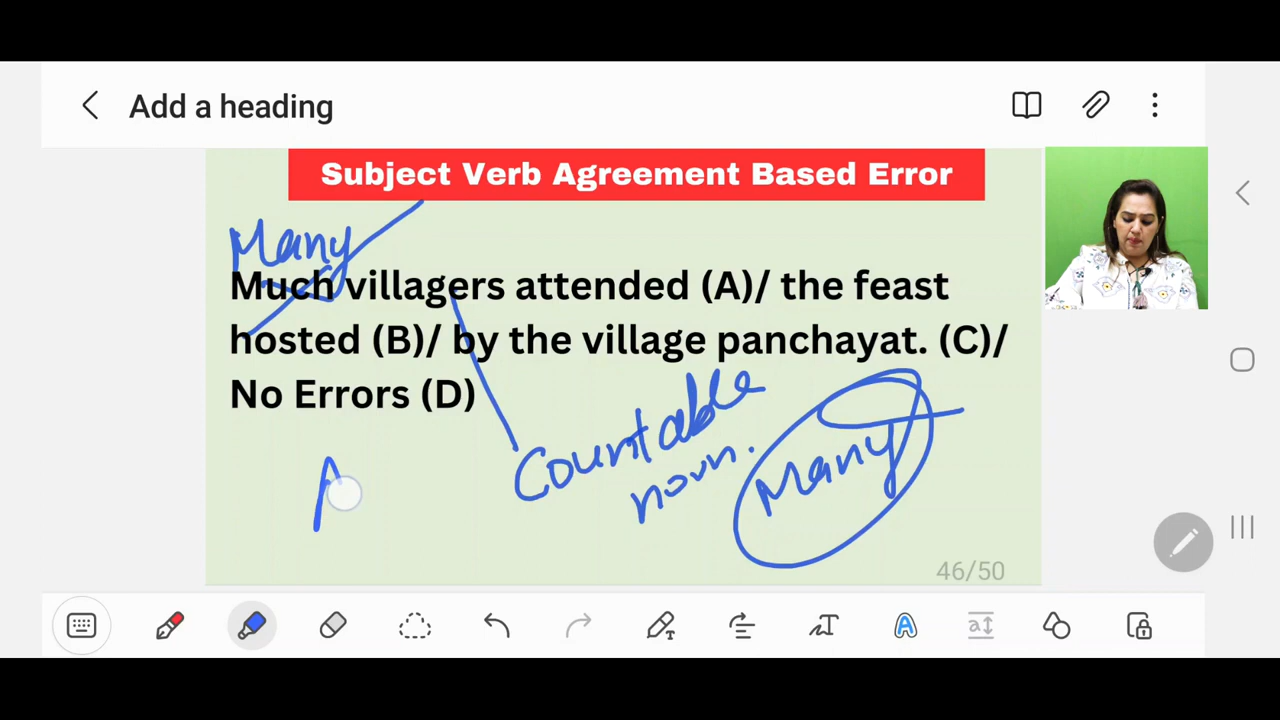 Add a heading
Subject Verb Agreement Based Error
Many
Much villagers attended (A)/ the feast
hosted (B)/ by the village panchayat. (C)/
No Errors (D)
Countable
noun.
Many
A
46/50